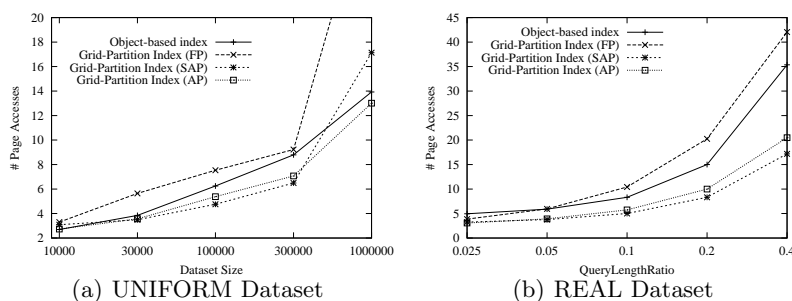 20
18
16
14
12
10
8
6
4
2
# Page Accesses
Object-based index
Grid-Partition Index (FP)
Grid-Partition Index (SAP)
Grid-Partition Index (AP)
10000 30000 100000 300000 1000000
Dataset Size
(a) UNIFORM Dataset
45
40
35
30
25
20
15
10
5
0
# Page Accesses
Object-based index
Grid-Partition Index (FP)
Grid-Partition Index (SAP)
Grid-Partition Index (AP)
0.025 0.05 0.1 0.2 0.4
QueryLengthRatio
(b) REAL Dataset